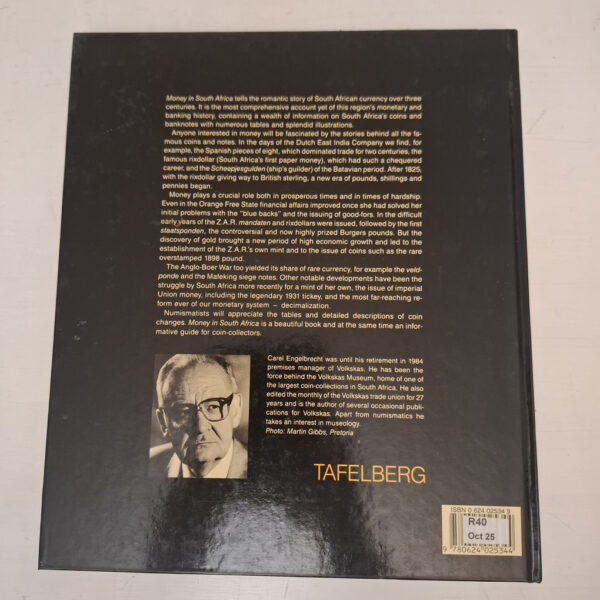 Money in South Africa tells the romantic story of South African currency over three
centuries. It is the most comprehensive account yet of this region's monetary and
banking history, containing a wealth of information on South Africa's coins and
banknotes with numerous tables and splendid illustrations.
Anyone interested in money will be fascinated by the stories behind all the fa-
mous coins and notes. In the days of the Dutch East India Company we find, for
example, the Spanish pieces of eight, which dominated trade for two centuries, the
famous rixdollar (South Africa's first paper money), which had such a chequered
career, and the Scheepjesgulden (ship's guilder) of the Batavian period. After 1825,
with the rixdollar giving way to British sterling, a new era of pounds, shillings and
pennies began.
Money plays a crucial role both in prosperous times and in times of hardship.
Even in the Orange Free State financial affairs improved once she had solved her
initial problems with the "blue backs" and the issuing of good-fors. In the difficult
early years of the Z.A.R. mandaten and rixdollars were issued, followed by the first
staatsponden, the controversial and now highly prized Burgers pounds. But the
discovery of gold brought a new period of high economic growth and led to the
establishment of the Z.A.R.'s own mint and to the issue of coins such as the rare
overstamped 1898 pound.
The Anglo-Boer War too yielded its share of rare currency, for example the veld-
ponde and the Mafeking siege notes. Other notable developments have been the
struggle by South Africa more recently for a mint of her own, the issue of imperial
Union money, including the legendary 1931 tickey, and the most far-reaching re-
form ever of our monetary system – decimalization.
Numismatists will appreciate the tables and detailed descriptions of coin
changes. Money in South Africa is a beautiful book and at the same time an infor-
mative guide for coin-collectors.
Carel Engelbrecht was until his retirement in 1984
premises manager of Volkskas. He has been the
force behind the Volkskas Museum, home of one of
the largest coin-collections in South Africa. He also
edited the monthly of the Volkskas trade union for 27
years and is the author of several occasional publi-
cations for Volkskas. Apart from numismatics he
takes an interest in museology.
Photo: Martin Gibbs, Pretoria
TAFELBERG
ISBN 0 624 02534 9
R40
Oct 25
9 780624 025344